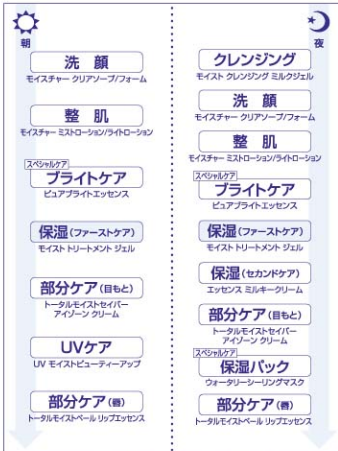 朝
洗 顔
モイスチャー クリアソープ/フォーム
整 肌
モイスチャー ミストローション/ライトローション
スペシャルケア
ブライトケア
ピュアブライトエッセンス
保湿(ファーストケア)
モイスト トリートメント ジェル
部分ケア(目もと)
トータルモイストセイバー
アイゾーン クリーム
UVケア
UV モイストビューティーアップ
部分ケア(唇)
トータルモイストベール リップエッセンス
夜
クレンジング
モイスト クレンジング ミルクジェル
洗 顔
モイスチャー クリアソープ/フォーム
整 肌
モイスチャー ミストローション/ライトローション
スペシャルケア
ブライトケア
ピュアブライトエッセンス
保湿(ファーストケア)
モイスト トリートメント ジェル
保湿(セカンドケア)
エッセンス ミルキークリーム
部分ケア(目もと)
トータルモイストセイバー
アイゾーン クリーム
スペシャルケア
保湿パック
ウォータリーシーリングマスク
部分ケア(唇)
トータルモイストベール リップエッセンス